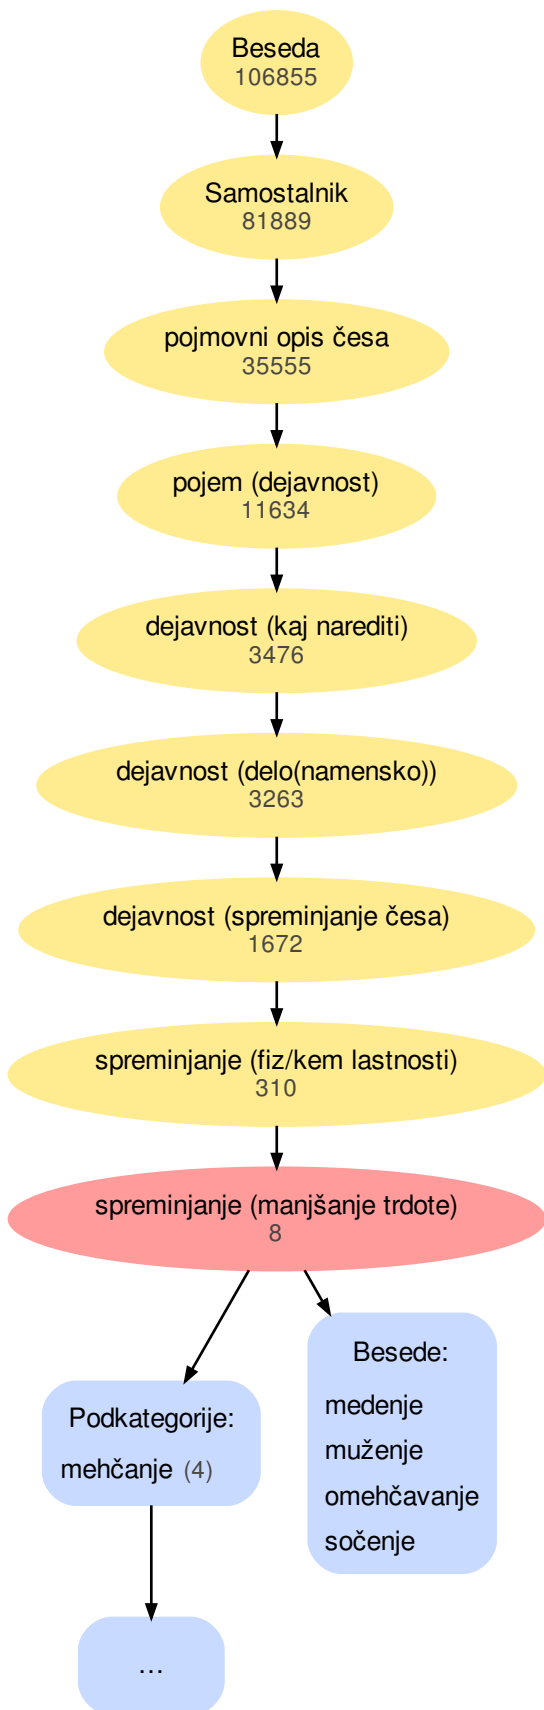 Beseda
106855
Samostalnik
81889
pojmovni opis česa
35555
pojem (dejavnost)
11634
dejavnost (kaj narediti)
3476
dejavnost (delo(namensko))
3263
dejavnost (spreminjanje česa)
1672
spreminjanje (fiz/kem lastnosti)
310
spreminjanje (manjšanje trdote)
8
Podkategorije:
mehčanje (4)
...
Besede:
medenje
muženje
omehčavanje
sočenje